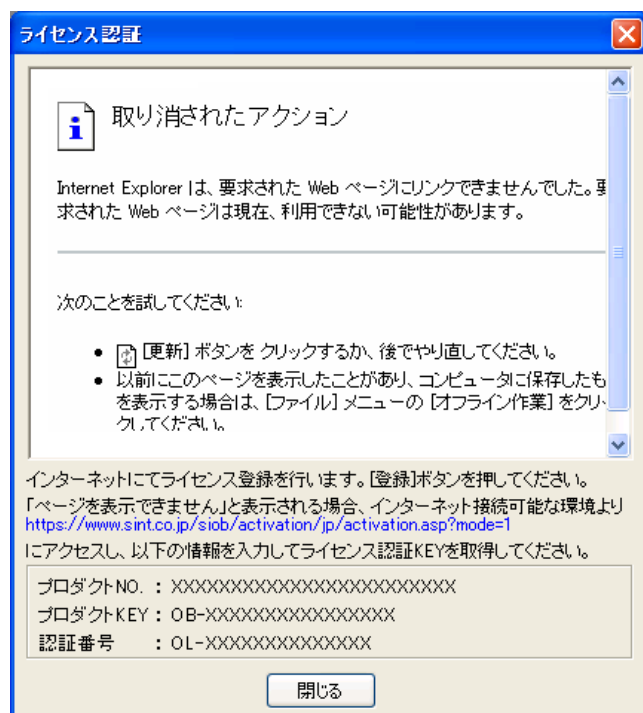 ライセンス認証
取り消されたアクション
Internet Explorer は、要求された Web ページにリンクできませんでした。要
求された Web ページは現在、利用できない可能性があります。
次のことを試してください:
● [更新] ボタンを クリックするか、後でやり直してください。
● 以前にこのページを表示したことがあり、コンピュータに保存したも
を表示する場合は、[ファイル] メニューの [オフライン作業] をクリッ
クしてください。
インターネットにてライセンス登録を行います。[登録]ボタンを押してください。
「ページを表示できません」と表示される場合、インターネット接続可能な環境より
https://www.sint.co.jp/siob/activation/jp/activation.asp?mode=1
にアクセスし、以下の情報を入力してライセンス認証KEYを取得してください。
プロダクトNO. : XXXXXXXXXXXXXXXXXXXXXXXX
プロダクトKEY : OB-XXXXXXXXXXXXXXXX
認証番号 : OL-XXXXXXXXXXXXXX
閉じる